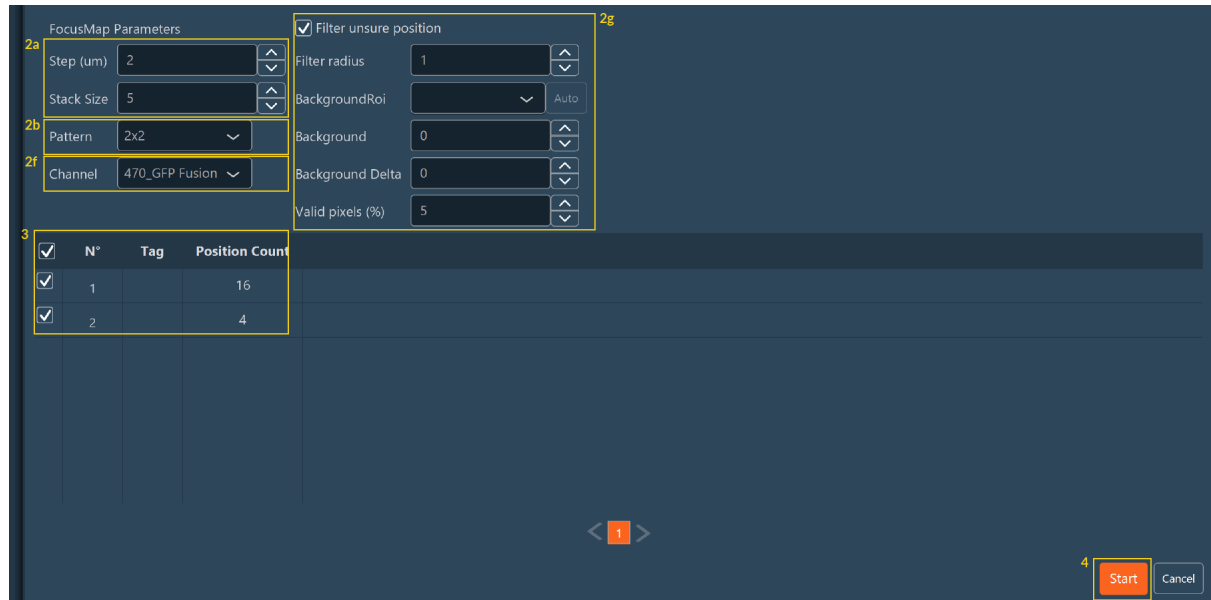 FocusMap Parameters
2a
Step (um) 2
Stack Size 5
2b
Pattern 2x2
2f
Channel 470_GFP Fusion
2g
Filter unsure position
Filter radius 1
BackgroundRoi Auto
Background 0
Background Delta 0
Valid pixels (%) 5
3
N° Tag Position Count
1 16
2 4
1
4
Start Cancel